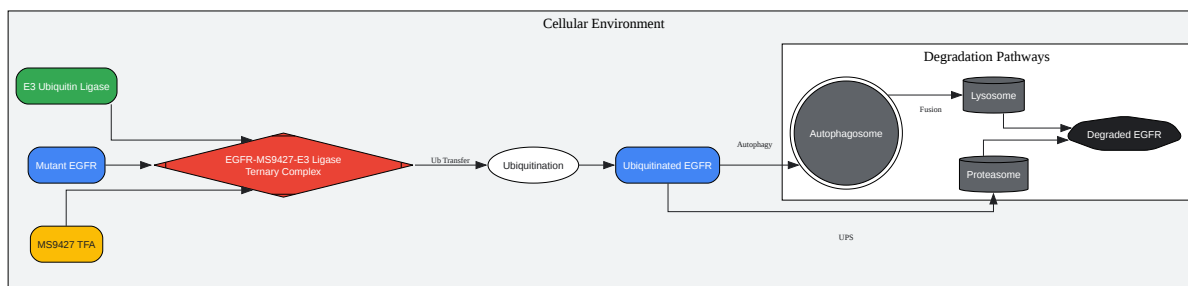 Cellular Environment
Degradation Pathways
E3 Ubiquitin Ligase
Lysosome
Fusion
Autophagosome
Degraded EGFR
Mutant EGFR
EGFR-MS9427-E3 Ligase
Ternary Complex
Ub Transfer
Ubiquitination
Ubiquitinated EGFR
Autophagy
Proteasome
MS9427 TFA
UPS